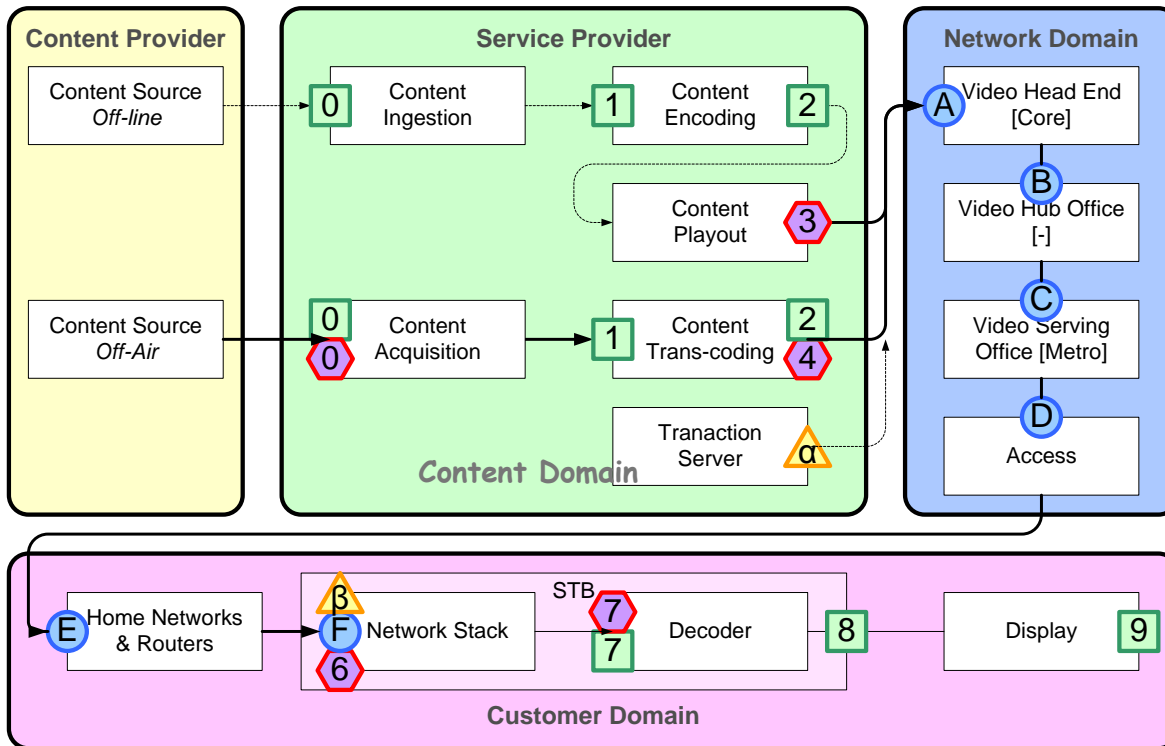 Content Provider
Service Provider
Network Domain
Content Source
Off-line
0
Content
Ingestion
1
Content
Encoding
2
A
Video Head End
[Core]
B
Content
Playout
3
Video Hub Office
[-]
C
Content Source
Off-Air
0
0
Content
Acquisition
1
Content
Trans-coding
2
4
Video Serving
Office [Metro]
D
Tranaction
Server
α
Access
Content Domain
E
Home Networks
& Routers
STB
β
F
6
Network Stack
7
7
Decoder
8
Display
9
Customer Domain